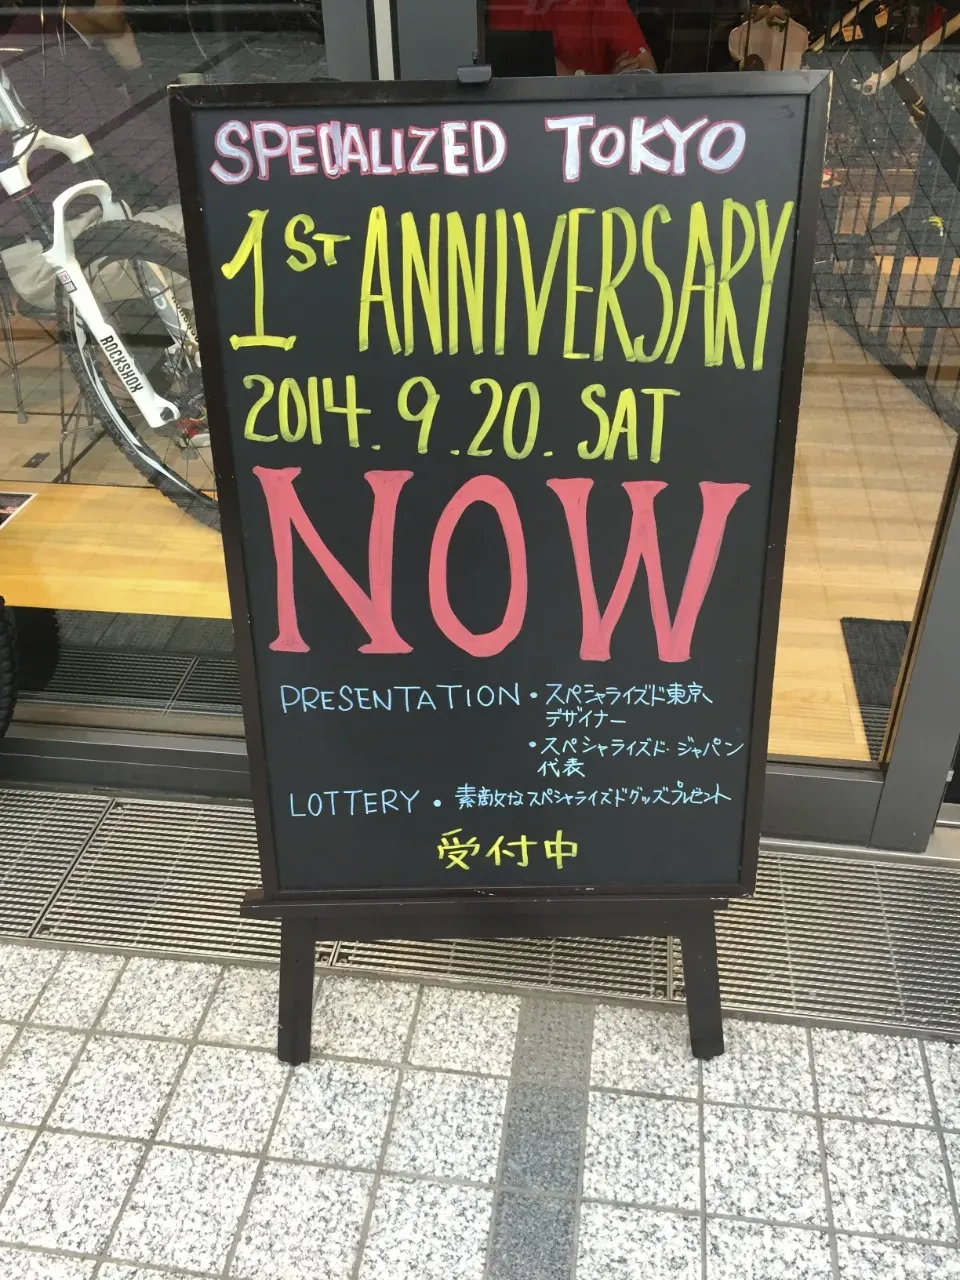 SPECIALIZED TOKYO
1ST ANNIVERSARY
2014. 9. 20. SAT
NOW
PRESENTATION・スペシャライズド東京、
デザイナー
・スペシャライズド・ジャパン
代表
LOTTERY・素敵なスペシャライズドグッズプレゼント
受付中
ROCKSHOX